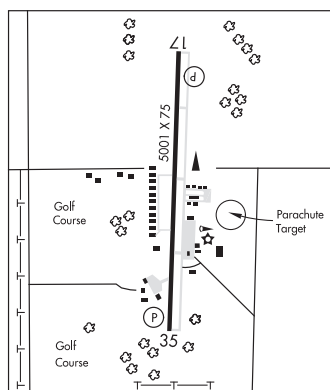 17
P
5001 X 75
Golf
Course
Parachute
Target
P
35
Golf
Course